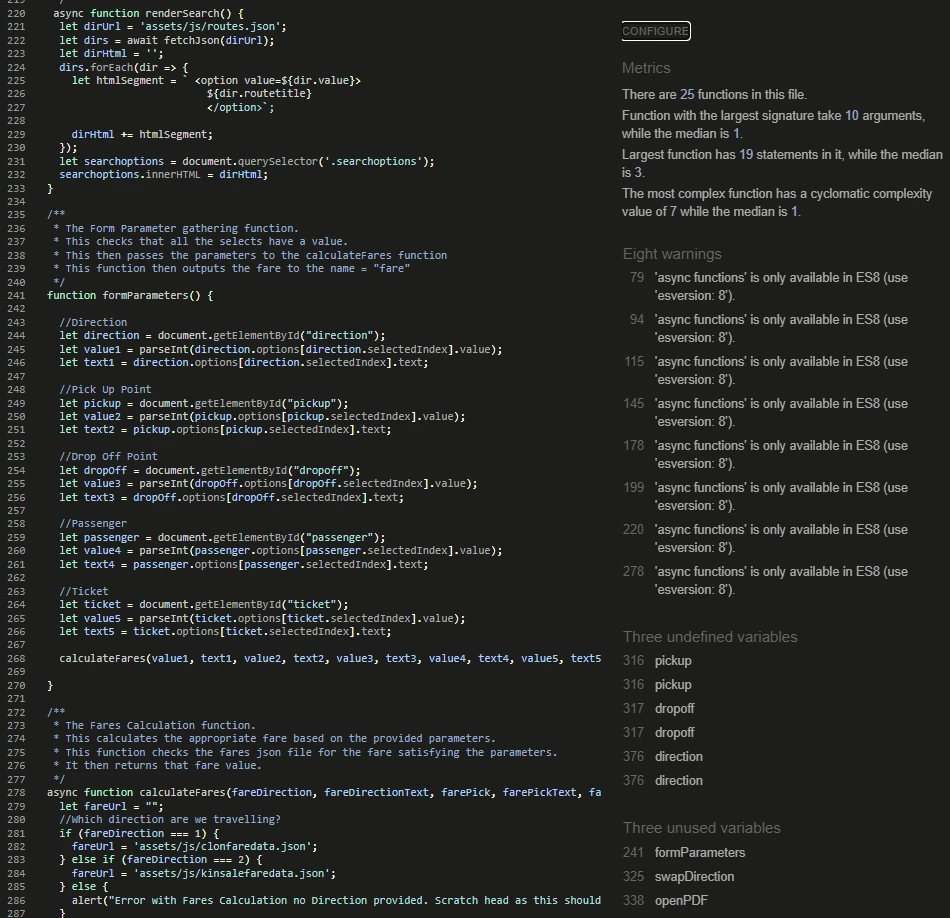 219 */
220 async function renderSearch() {
221 let dirUrl = 'assets/js/routes.json';
222 let dirs = await fetchJson(dirUrl);
223 let dirHtml = '';
224 dirs.forEach(dir => {
225 let htmlSegment = ` <option value=${dir.value}>
226 ${dir.routetitle}
227 </option>`;
228
229 dirHtml += htmlSegment;
230 });
231 let searchoptions = document.querySelector('.searchoptions');
232 searchoptions.innerHTML = dirHtml;
233 }
234
235 /**
236 * The Form Parameter gathering function.
237 * This checks that all the selects have a value.
238 * This then passes the parameters to the calculateFares function
239 * This function then outputs the fare to the name = "fare"
240 */
241 function formParameters() {
242
243 //Direction
244 let direction = document.getElementById("direction");
245 let value1 = parseInt(direction.options[direction.selectedIndex].value);
246 let text1 = direction.options[direction.selectedIndex].text;
247
248 //Pick Up Point
249 let pickup = document.getElementById("pickup");
250 let value2 = parseInt(pickup.options[pickup.selectedIndex].value);
251 let text2 = pickup.options[pickup.selectedIndex].text;
252
253 //Drop Off Point
254 let dropOff = document.getElementById("dropoff");
255 let value3 = parseInt(dropOff.options[dropOff.selectedIndex].value);
256 let text3 = dropOff.options[dropOff.selectedIndex].text;
257
258 //Passenger
259 let passenger = document.getElementById("passenger");
260 let value4 = parseInt(passenger.options[passenger.selectedIndex].value);
261 let text4 = passenger.options[passenger.selectedIndex].text;
262
263 //Ticket
264 let ticket = document.getElementById("ticket");
265 let value5 = parseInt(ticket.options[ticket.selectedIndex].value);
266 let text5 = ticket.options[ticket.selectedIndex].text;
267
268 calculateFares(value1, text1, value2, text2, value3, text3, value4, text4, value5, text5
269
270 }
271
272 /**
273 * The Fares Calculation function.
274 * This calculates the appropriate fare based on the provided parameters.
275 * This function checks the fares json file for the fare satisfying the parameters.
276 * It then returns that fare value.
277 */
278 async function calculateFares(fareDirection, fareDirectionText, farePick, farePickText, fa
279 let fareUrl = "";
280 //Which direction are we travelling?
281 if (fareDirection === 1) {
282 fareUrl = 'assets/js/clonfaredata.json';
283 } else if (fareDirection === 2) {
284 fareUrl = 'assets/js/kinsalefaredata.json';
285 } else {
286 alert("Error with Fares Calculation no Direction provided. Scratch head as this should
287 }
CONFIGURE
Metrics
There are 25 functions in this file.
Function with the largest signature take 10 arguments,
while the median is 1.
Largest function has 19 statements in it, while the median
is 3.
The most complex function has a cyclomatic complexity
value of 7 while the median is 1.
Eight warnings
79 'async functions' is only available in ES8 (use
'esversion: 8').
94 'async functions' is only available in ES8 (use
'esversion: 8').
115 'async functions' is only available in ES8 (use
'esversion: 8').
145 'async functions' is only available in ES8 (use
'esversion: 8').
178 'async functions' is only available in ES8 (use
'esversion: 8').
199 'async functions' is only available in ES8 (use
'esversion: 8').
220 'async functions' is only available in ES8 (use
'esversion: 8').
278 'async functions' is only available in ES8 (use
'esversion: 8').
Three undefined variables
316 pickup
316 pickup
317 dropoff
317 dropoff
376 direction
376 direction
Three unused variables
241 formParameters
325 swapDirection
338 openPDF